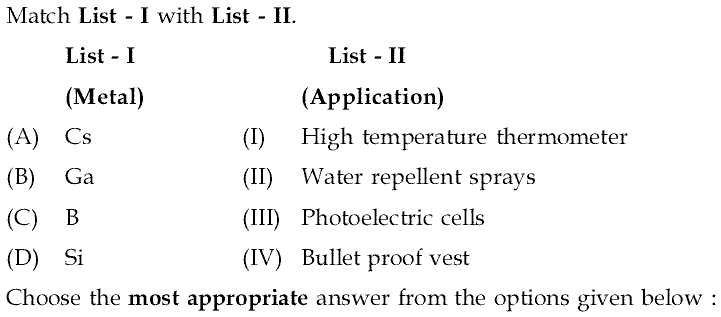 Match List - I with List - II.
List - I List - II
(Metal) (Application)
(A) Cs (I) High temperature thermometer
(B) Ga (II) Water repellent sprays
(C) B (III) Photoelectric cells
(D) Si (IV) Bullet proof vest
Choose the most appropriate answer from the options given below :